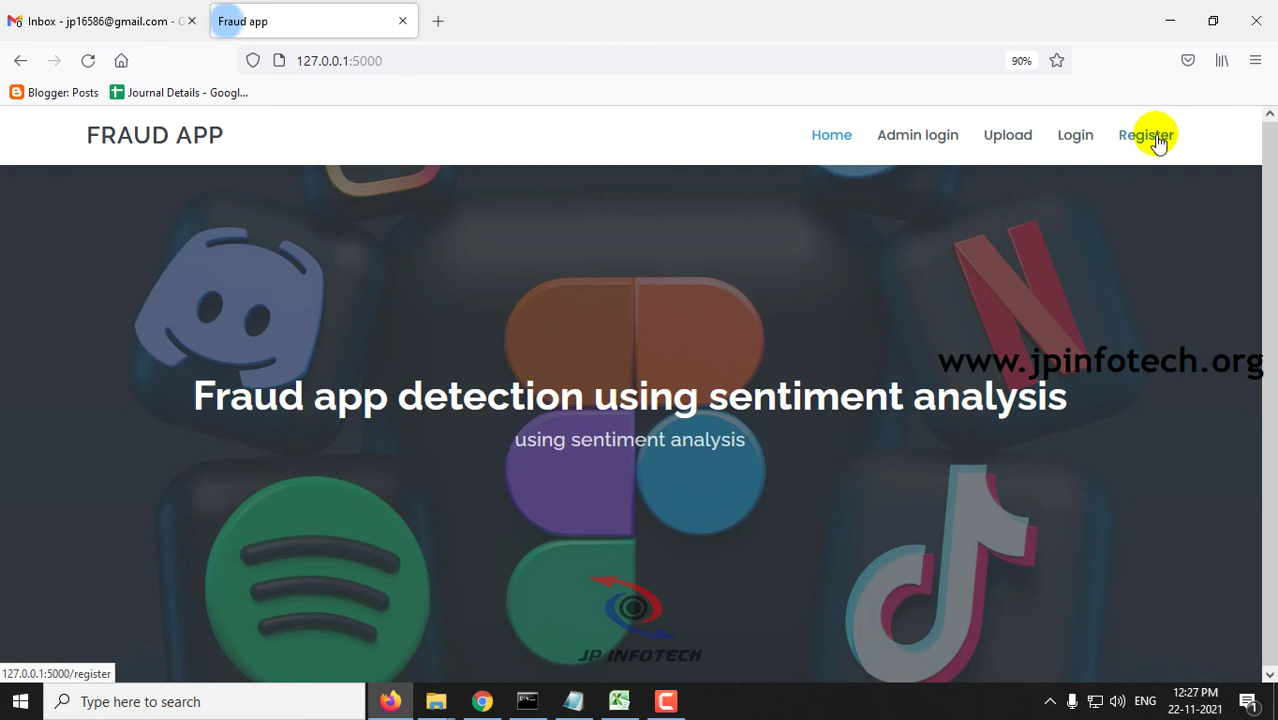 Inbox - jp16586@gmail.com - G
Fraud app
127.0.0.1:5000
90%
Blogger: Posts
Journal Details - Googl...
FRAUD APP
Home
Admin login
Upload
Login
Register
www.jpinfotech.org
Fraud app detection using sentiment analysis
using sentiment analysis
JP INFOTECH
127.0.0.1:5000/register
Type here to search
ENG
12:27 PM
22-11-2021
1